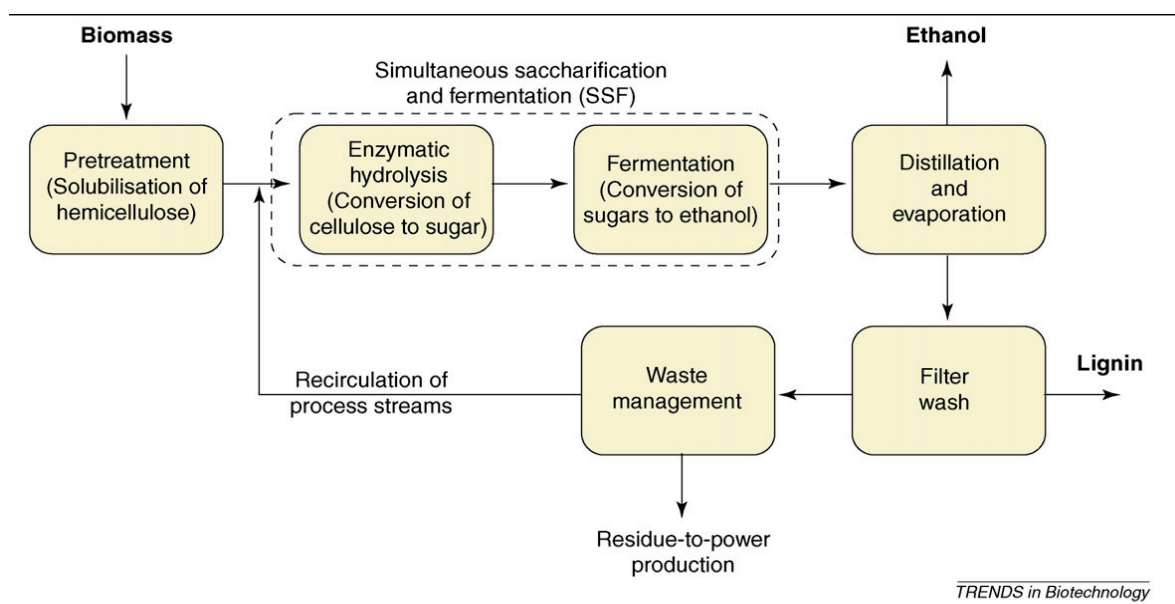 Biomass
Ethanol
Simultaneous saccharification
and fermentation (SSF)
Pretreatment
(Solubilisation of
hemicellulose)
Enzymatic
hydrolysis
(Conversion of
cellulose to sugar)
Fermentation
(Conversion of
sugars to ethanol)
Distillation
and
evaporation
Recirculation of
process streams
Waste
management
Filter
wash
Lignin
Residue-to-power
production
TRENDS in Biotechnology